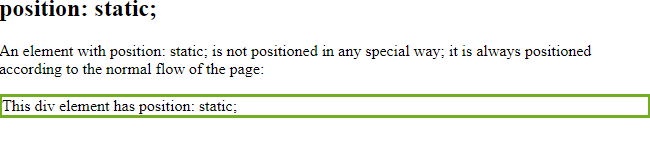 position: static;
An element with position: static; is not positioned in any special way; it is always positioned
according to the normal flow of the page:
This div element has position: static;